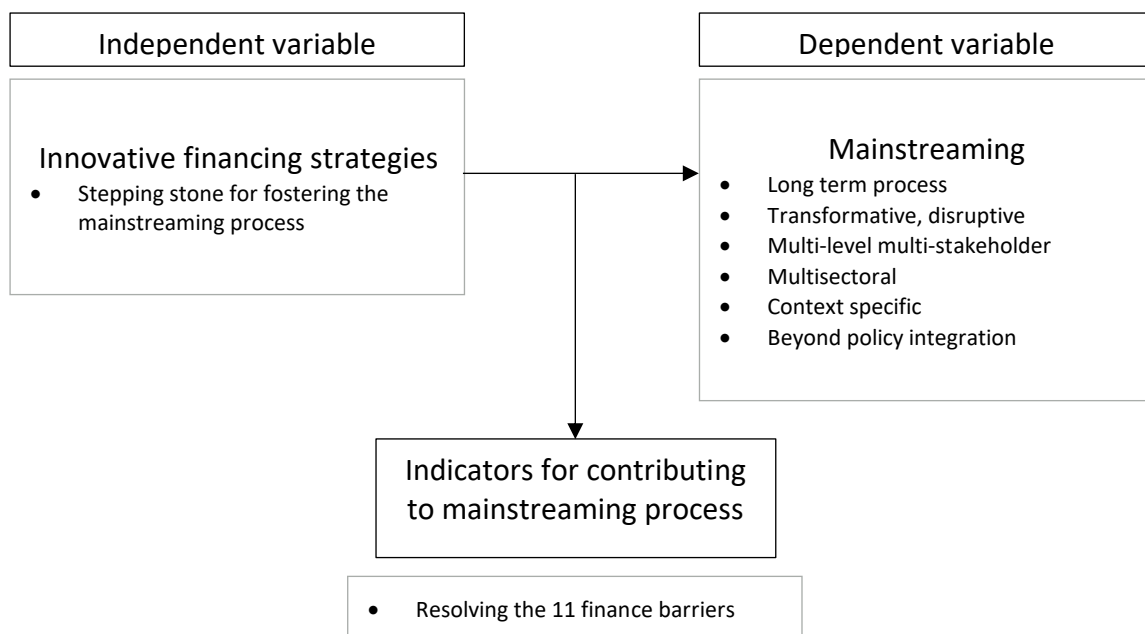 Independent variable
Dependent variable
Innovative financing strategies
• Stepping stone for fostering the
mainstreaming process
Mainstreaming
• Long term process
• Transformative, disruptive
• Multi-level multi-stakeholder
• Multisectoral
• Context specific
• Beyond policy integration
Indicators for contributing
to mainstreaming process
• Resolving the 11 finance barriers